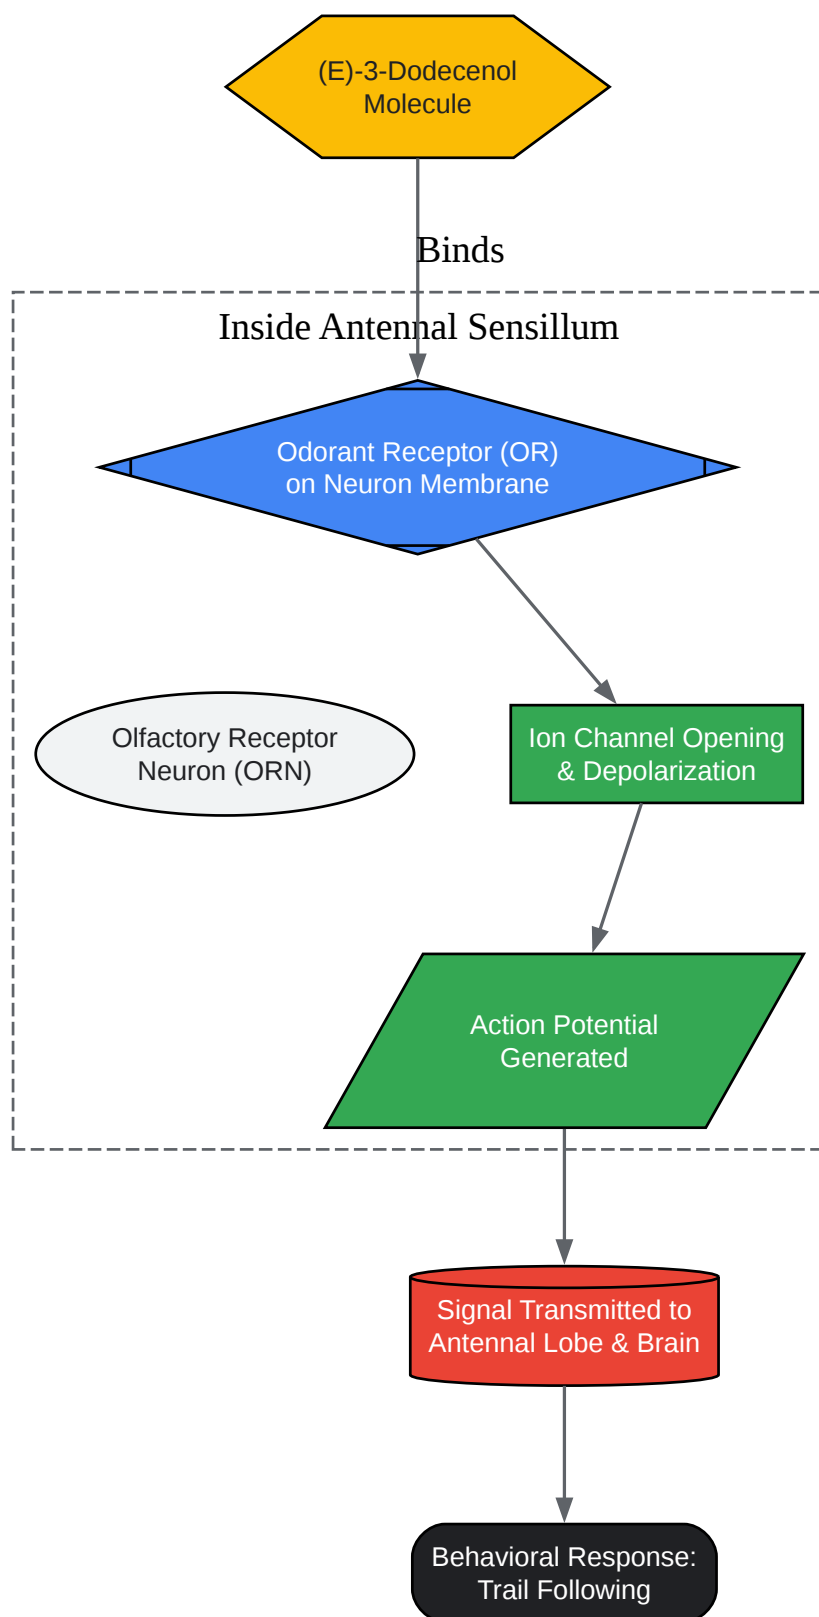 (E)-3-Dodecenol
Molecule
Binds
Inside Antennal Sensillum
Odorant Receptor (OR)
on Neuron Membrane
Olfactory Receptor
Neuron (ORN)
Ion Channel Opening
& Depolarization
Action Potential
Generated
Signal Transmitted to
Antennal Lobe & Brain
Behavioral Response:
Trail Following